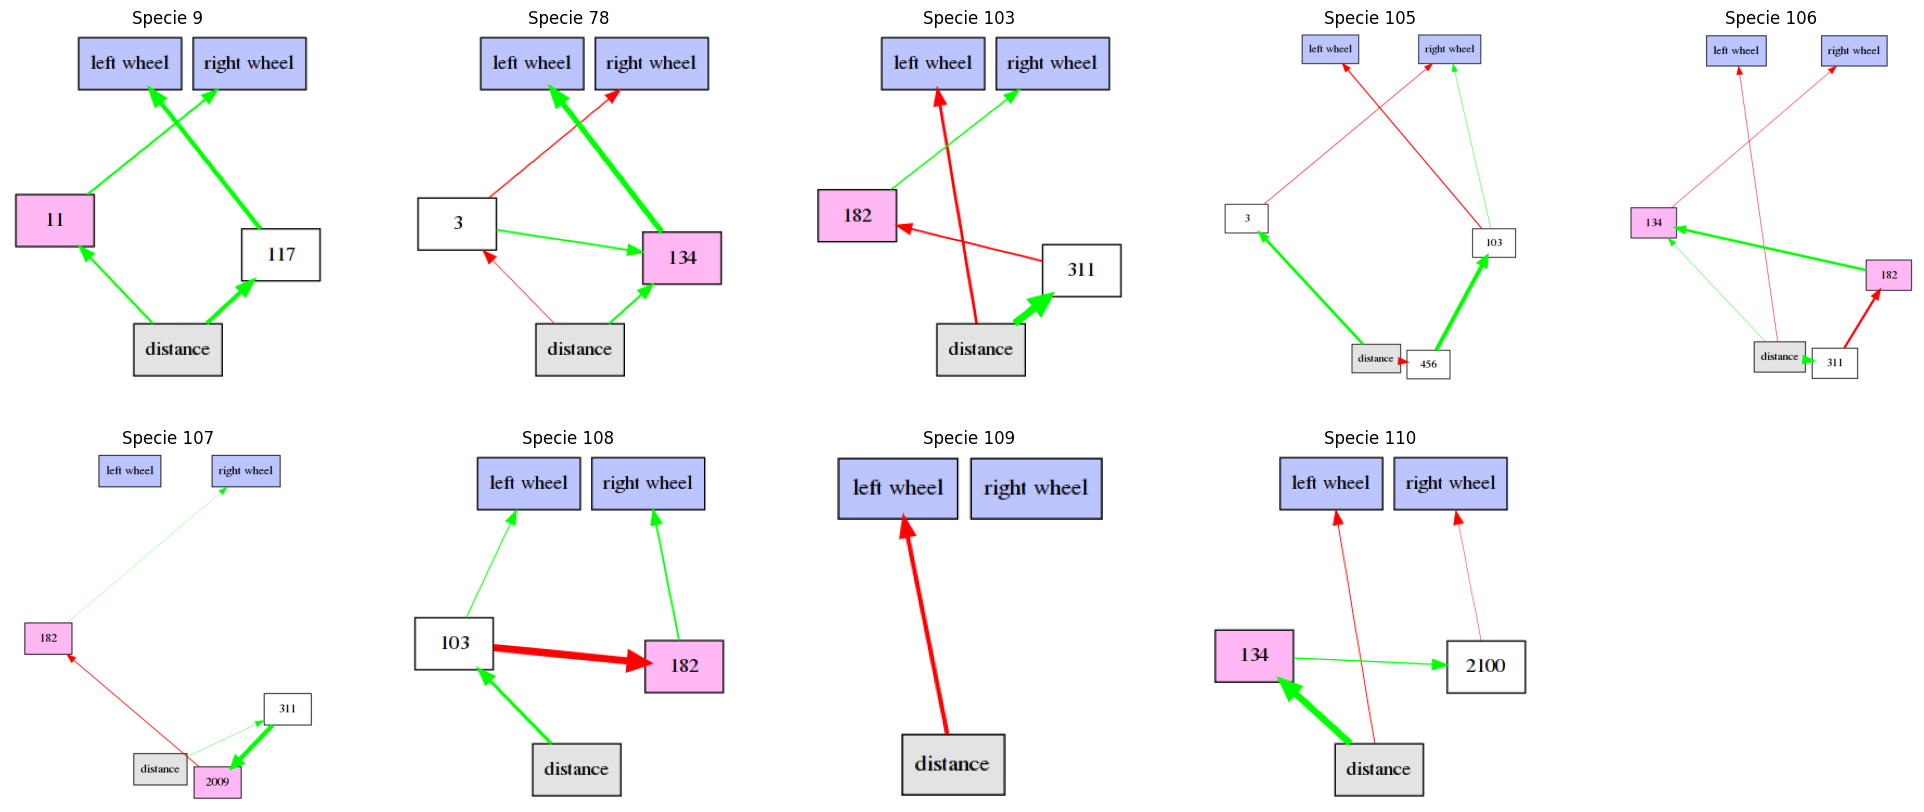 Specie 9
left wheel
right wheel
11
117
distance
Specie 78
left wheel
right wheel
3
134
distance
Specie 103
left wheel
right wheel
182
311
distance
Specie 105
left wheel
right wheel
3
103
distance
456
Specie 106
left wheel
right wheel
134
182
distance
311
Specie 107
left wheel
right wheel
182
311
distance
2009
Specie 108
left wheel
right wheel
103
182
distance
Specie 109
left wheel
right wheel
distance
Specie 110
left wheel
right wheel
134
2100
distance